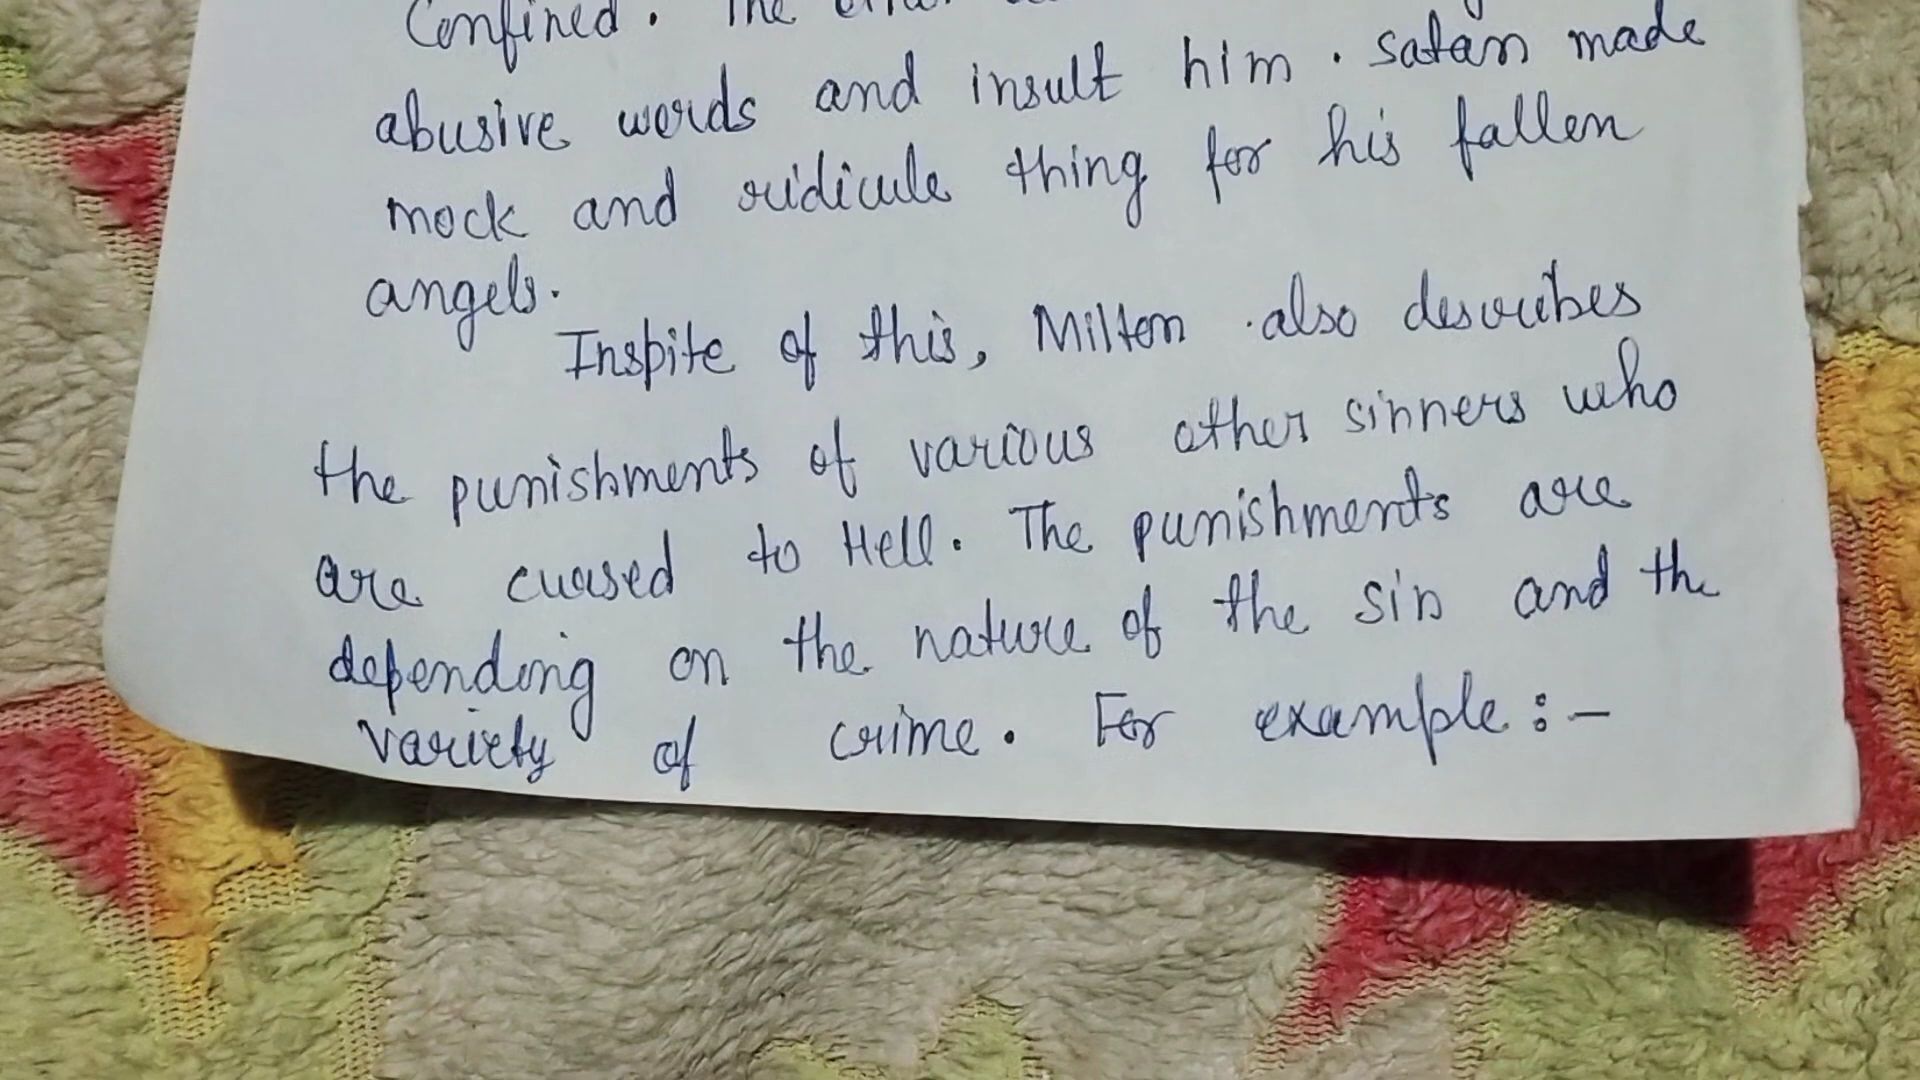 Confined. The
abusive words and insult him. satan made
mock and ridicule thing for his fallen
angels.
Inspite of this, Milton also describes
the punishments of various other sinners who
are cuased to Hell. The punishments are
depending on the nature of the sin and the
variety of crime. For example :-